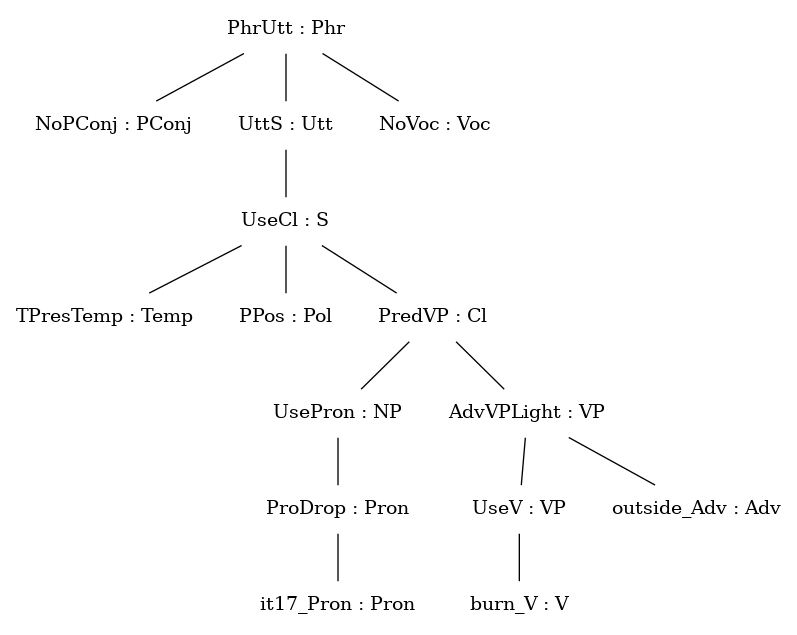 PhrUtt : Phr
NoPConj : PConj UttS : Utt NoVoc : Voc
UseCl : S
TPresTemp : Temp PPos : Pol PredVP : Cl
UsePron : NP AdvVPLight : VP
ProDrop : Pron UseV : VP outside_Adv : Adv
it17_Pron : Pron burn_V : V